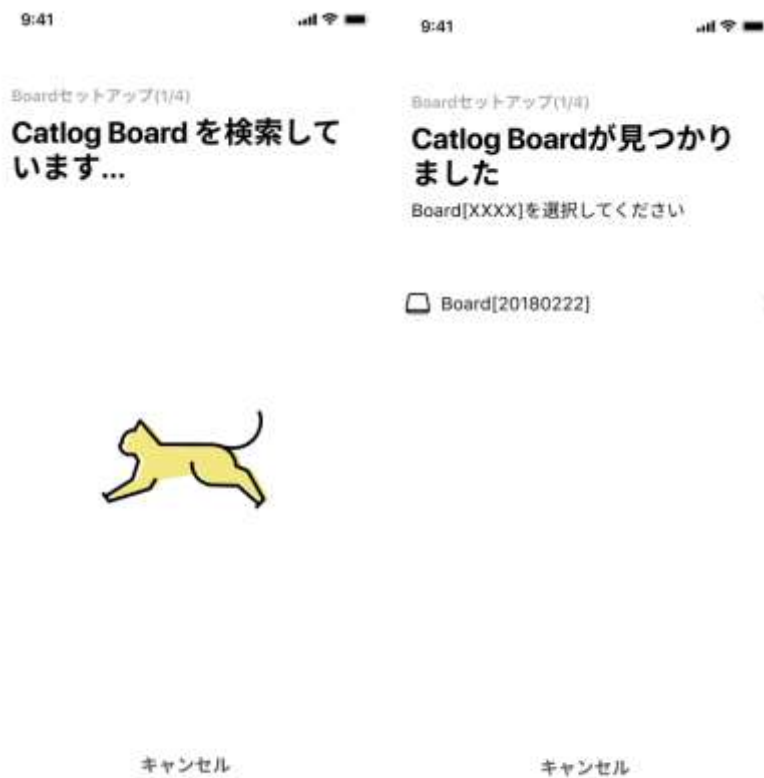 9:41
Boardセットアップ(1/4)
Catlog Board を検索して
います...
キャンセル
9:41
Boardセットアップ(1/4)
Catlog Boardが見つかり
ました
Board[XXXX]を選択してください
Board[20180222]
キャンセル